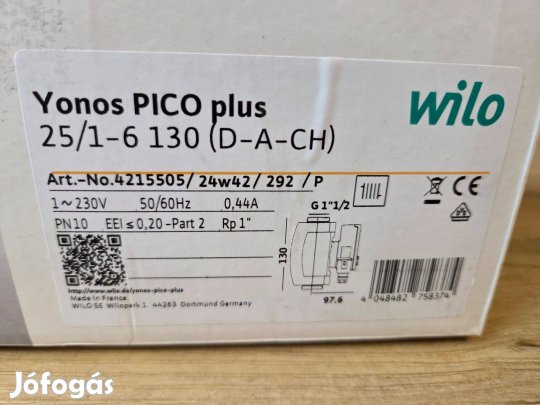 Yonos PICO plus
wilo
25/1-6 130 (D-A-CH)
Art.-No.4215505/ 24w42/ 292 /P
1~230V 50/60Hz 0,44A
PN10 EEI ≤ 0,20-Part 2 Rp 1"
G 1"1/2
130
97,6
4 048482 758374
http://www.wilo.de/yonos-pico-plus
Made in France
WILO SE Wilopark 1 44263 Dortmund Germany
Jófogás